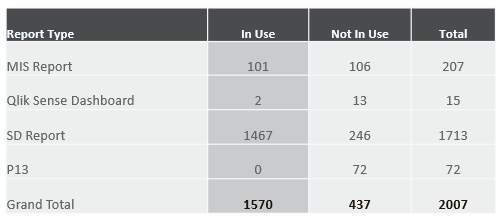 Report Type In Use Not In Use Total
MIS Report 101 106 207
Qlik Sense Dashboard 2 13 15
SD Report 1467 246 1713
P13 0 72 72
Grand Total 1570 437 2007